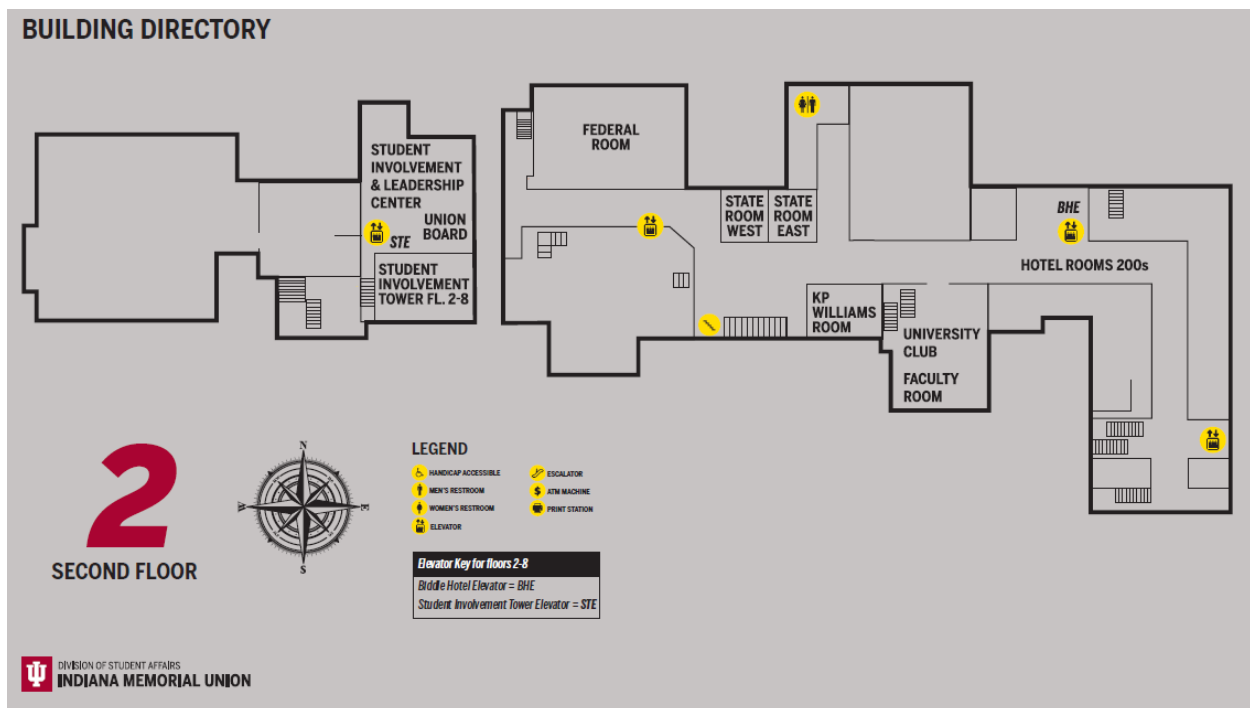 BUILDING DIRECTORY
STUDENT
INVOLVEMENT
& LEADERSHIP
CENTER
UNION
BOARD
STE
STUDENT
INVOLVEMENT
TOWER FL. 2-8
FEDERAL
ROOM
STATE
ROOM
WEST
STATE
ROOM
EAST
BHE
HOTEL ROOMS 200s
KP
WILLIAMS
ROOM
UNIVERSITY
CLUB
FACULTY
ROOM
2
SECOND FLOOR
N
W
E
S
LEGEND
HANDICAP ACCESSIBLE
MEN'S RESTROOM
WOMEN'S RESTROOM
ELEVATOR
ESCALATOR
$ ATM MACHINE
PRINT STATION
Elevator Key for floors 2-8
Biddle Hotel Elevator = BHE
Student Involvement Tower Elevator = STE
DIVISION OF STUDENT AFFAIRS
INDIANA MEMORIAL UNION